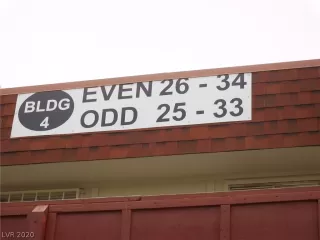 BLDG
4
EVEN 26 - 34
ODD 25 - 33
LVR 2020